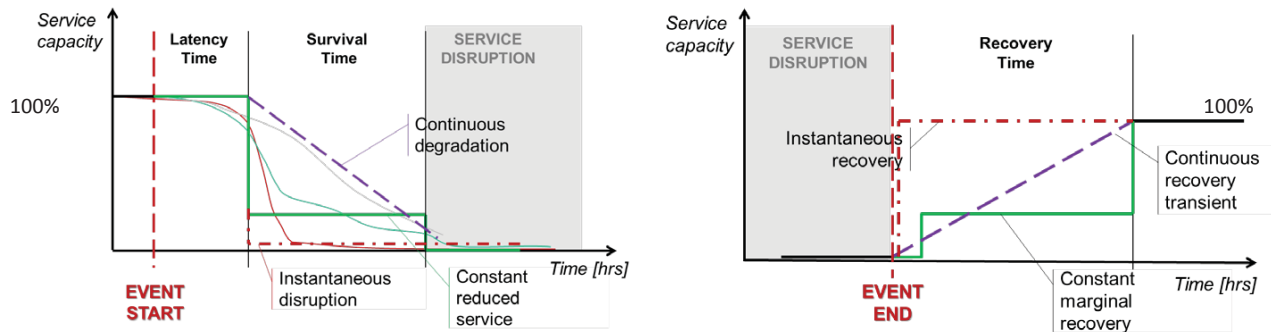 Service
capacity
Latency
Time
Survival
Time
SERVICE
DISRUPTION
100%
Continuous
degradation
Time [hrs]
EVENT
START
Instantaneous
disruption
Constant
reduced
service
Service
capacity
SERVICE
DISRUPTION
Recovery
Time
100%
Instantaneous
recovery
Continuous
recovery
transient
Time [hrs]
EVENT
END
Constant
marginal
recovery